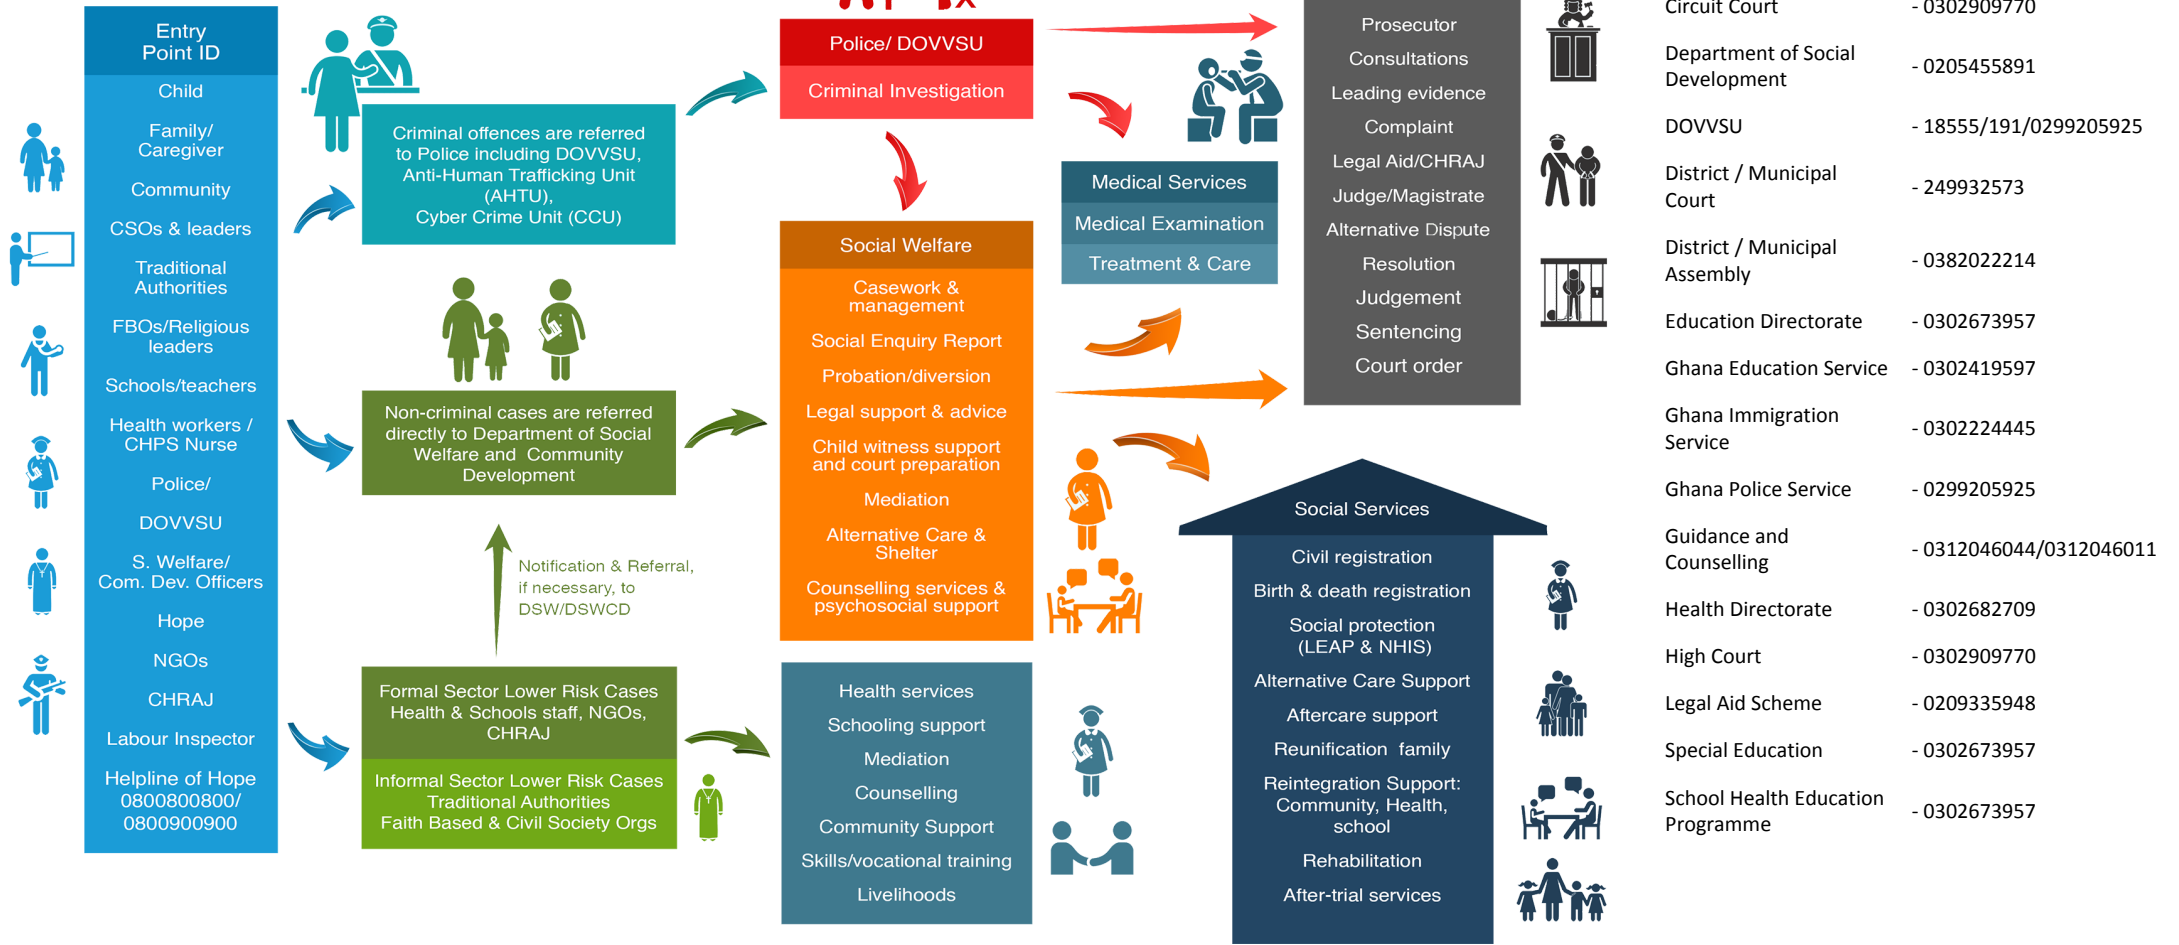 Entry
Point ID
Child
Family/
Caregiver
Community
CSOs & leaders
Traditional
Authorities
FBOs/Religious
leaders
Schools/teachers
Health workers /
CHPS Nurse
Police/
DOVVSU
S. Welfare/
Com. Dev. Officers
Hope
NGOs
CHRAJ
Labour Inspector
Helpline of Hope
0800800800/
0800900900
Criminal offences are referred
to Police including DOVVSU,
Anti-Human Trafficking Unit
(AHTU),
Cyber Crime Unit (CCU)
Non-criminal cases are referred
directly to Department of Social
Welfare and Community
Development
Notification & Referral,
if necessary, to
DSW/DSWCD
Formal Sector Lower Risk Cases
Health & Schools staff, NGOs,
CHRAJ
Informal Sector Lower Risk Cases
Traditional Authorities
Faith Based & Civil Society Orgs
Police/ DOVVSU
Criminal Investigation
Social Welfare
Casework &
management
Social Enquiry Report
Probation/diversion
Legal support & advice
Child witness support
and court preparation
Mediation
Alternative Care &
Shelter
Counselling services &
psychosocial support
Health services
Schooling support
Mediation
Counselling
Community Support
Skills/vocational training
Livelihoods
Medical Services
Medical Examination
Treatment & Care
Prosecutor
Consultations
Leading evidence
Complaint
Legal Aid/CHRAJ
Judge/Magistrate
Alternative Dispute
Resolution
Judgement
Sentencing
Court order
Social Services
Civil registration
Birth & death registration
Social protection
(LEAP & NHIS)
Alternative Care Support
Aftercare support
Reunification family
Reintegration Support:
Community, Health,
school
Rehabilitation
After-trial services
Circuit Court - 0302909770
Department of Social
Development - 0205455891
DOVVSU - 18555/191/0299205925
District / Municipal
Court - 249932573
District / Municipal
Assembly - 0382022214
Education Directorate - 0302673957
Ghana Education Service - 0302419597
Ghana Immigration
Service - 0302224445
Ghana Police Service - 0299205925
Guidance and
Counselling - 0312046044/0312046011
Health Directorate - 0302682709
High Court - 0302909770
Legal Aid Scheme - 0209335948
Special Education - 0302673957
School Health Education
Programme - 0302673957